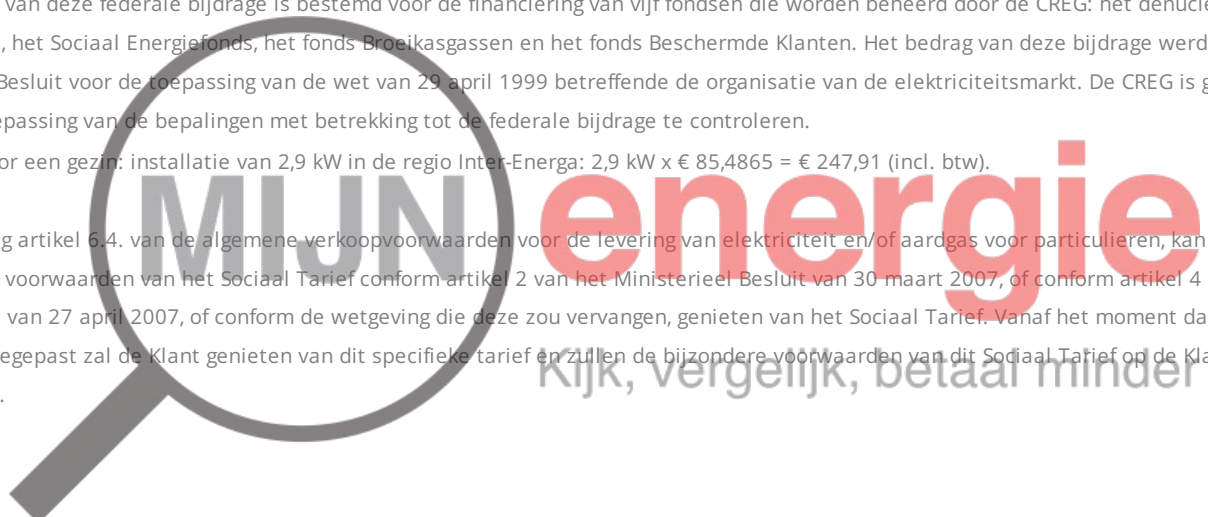 van deze federale bijdrage is bestemd voor de financiering van vijf fondsen die worden beheerd door de CREG: het denucle
, het Sociaal Energiefonds, het fonds Broeikasgassen en het fonds Beschermde Klanten. Het bedrag van deze bijdrage werd
Besluit voor de toepassing van de wet van 29 april 1999 betreffende de organisatie van de elektriciteitsmarkt. De CREG is g
epassing van de bepalingen met betrekking tot de federale bijdrage te controleren.
or een gezin: installatie van 2,9 kW in de regio Inter-Energa: 2,9 kW x € 85,4865 = € 247,91 (incl. btw).
MIJN energie
g artikel 6.4. van de algemene verkoopvoorwaarden voor de levering van elektriciteit en/of aardgas voor particulieren, kan
voorwaarden van het Sociaal Tarief conform artikel 2 van het Ministerieel Besluit van 30 maart 2007, of conform artikel 4
van 27 april 2007, of conform de wetgeving die deze zou vervangen, genieten van het Sociaal Tarief. Vanaf het moment da
egepast zal de Klant genieten van dit specifieke tarief en zullen de bijzondere voorwaarden van dit Sociaal Tarief op de Kla
.
Kijk, vergelijk, betaal minder